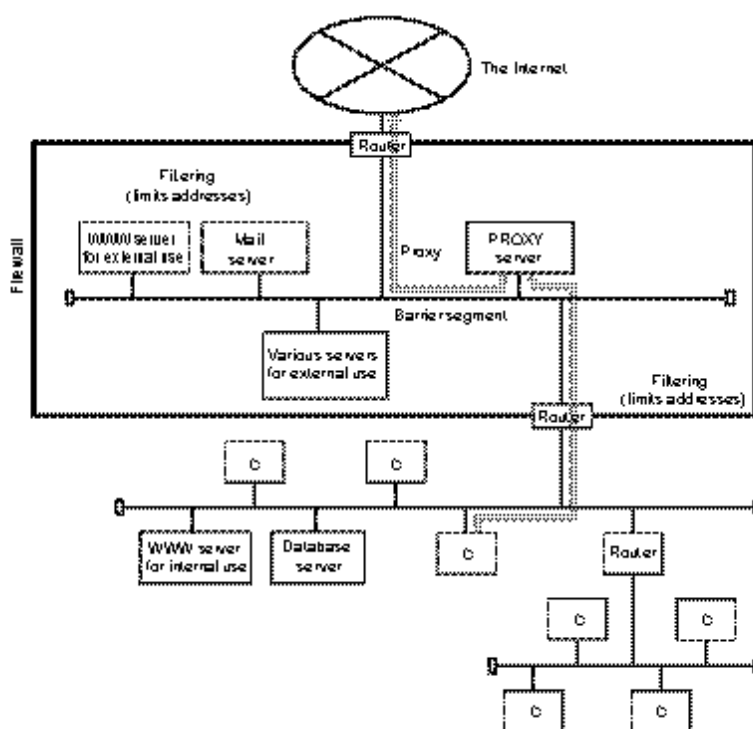 The Internet
Router
Filtering
(limits addresses)
WWW server
for external use
Mail
server
Proxy
PROXY
server
Firewall
Barrier segment
Various servers
for external use
Filtering
(limits addresses)
Router
C
C
WWW server
for internal use
Database
server
C
Router
C
C
C
C